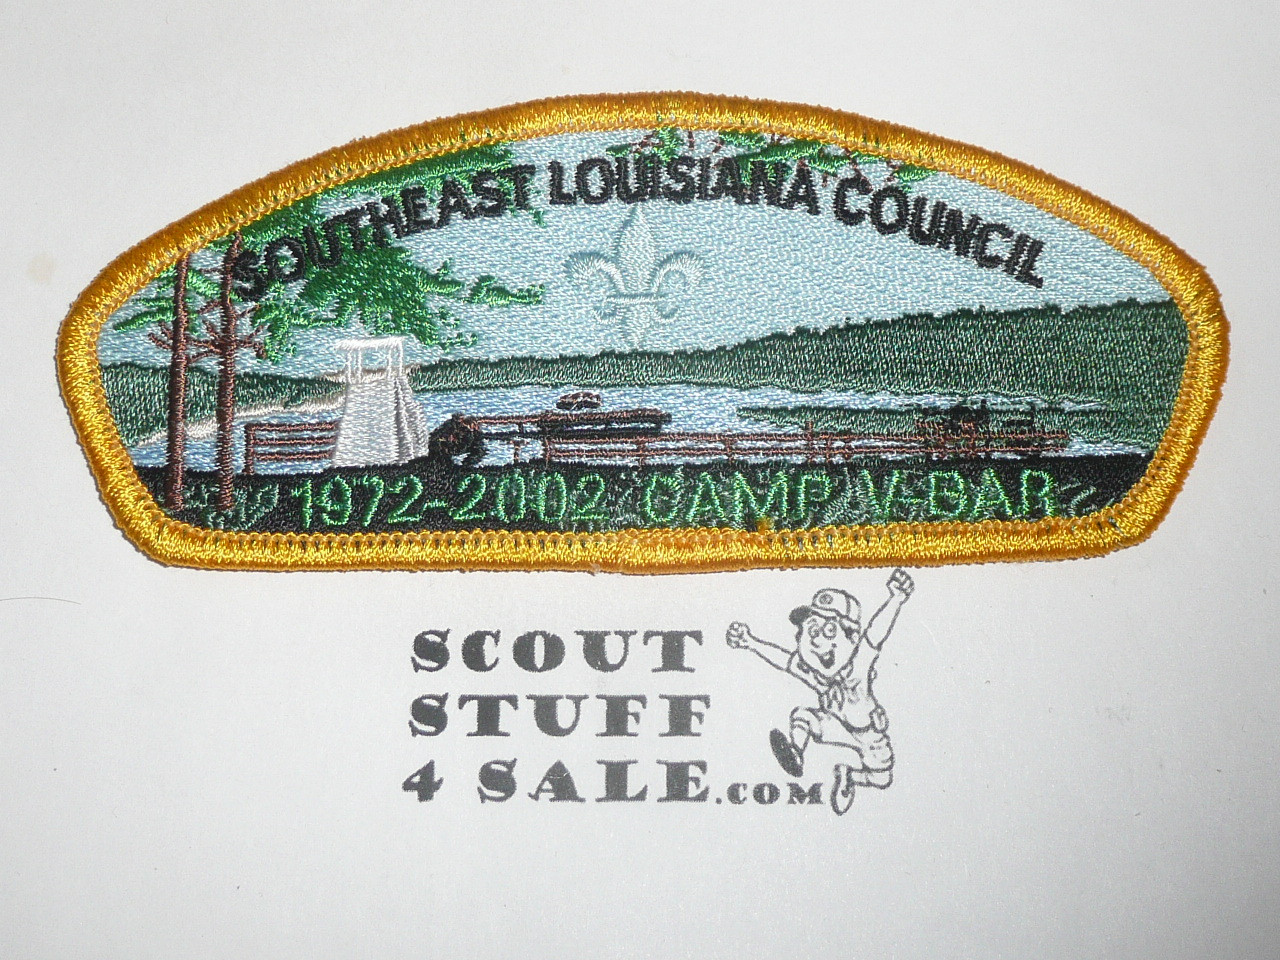 SOUTHEAST LOUISIANA COUNCIL
1972-2002 CAMP V-BAR
SCOUT
STUFF
4 SALE.COM